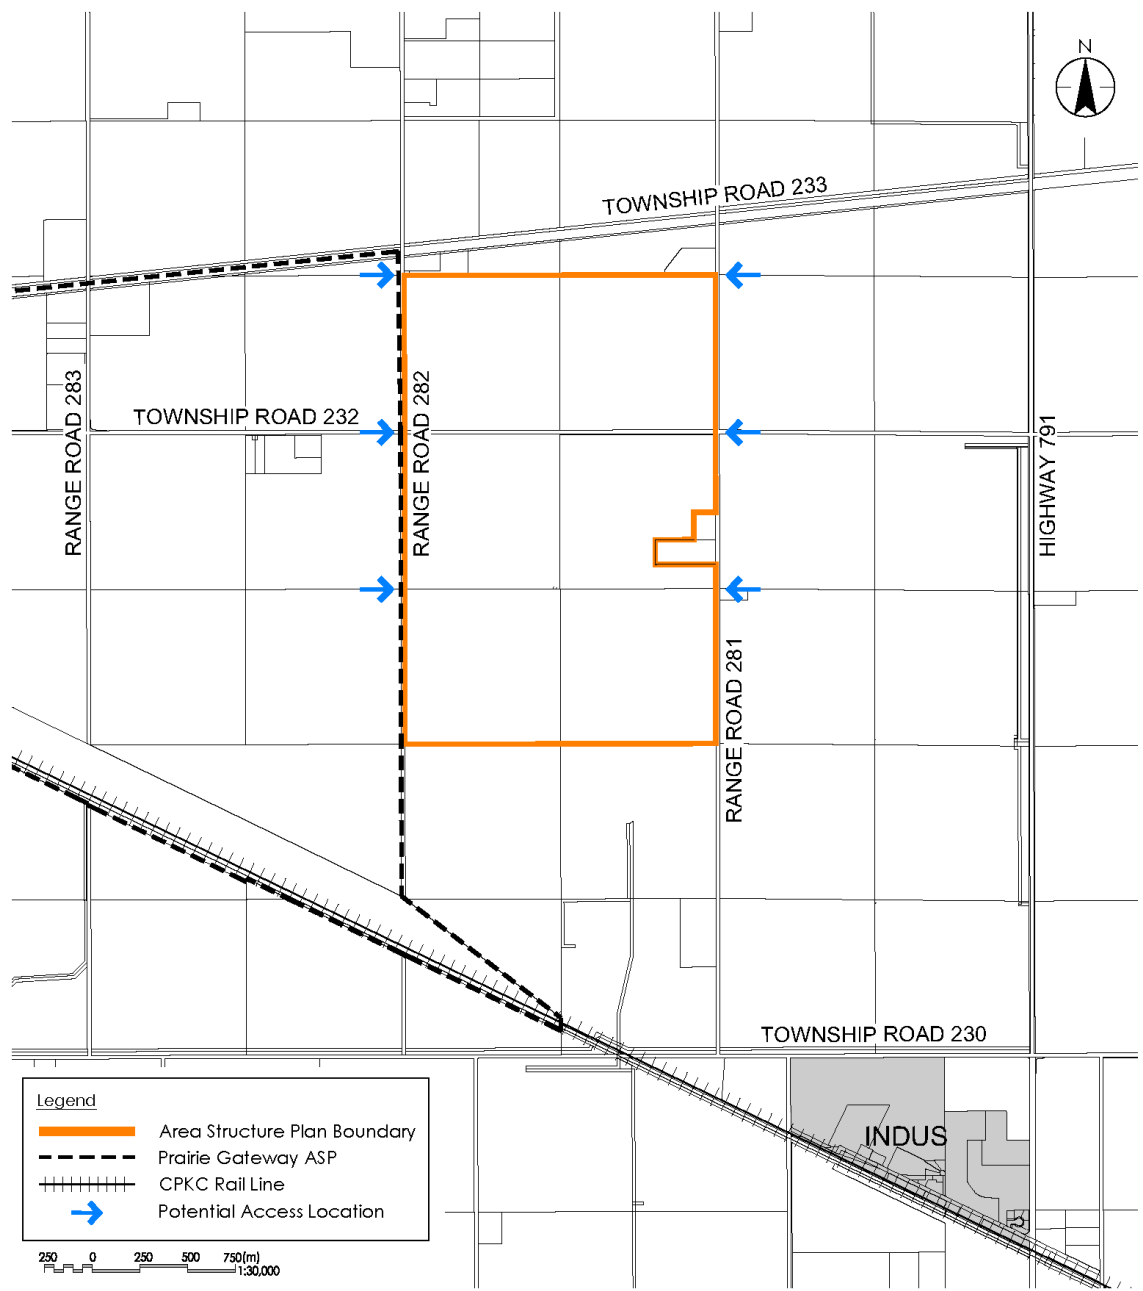 N
TOWNSHIP ROAD 233
RANGE ROAD 283
TOWNSHIP ROAD 232
RANGE ROAD 282
HIGHWAY 791
RANGE ROAD 281
TOWNSHIP ROAD 230
INDUS
Legend
Area Structure Plan Boundary
Prairie Gateway ASP
CPKC Rail Line
Potential Access Location
250 0 250 500 750(m)
1:30,000